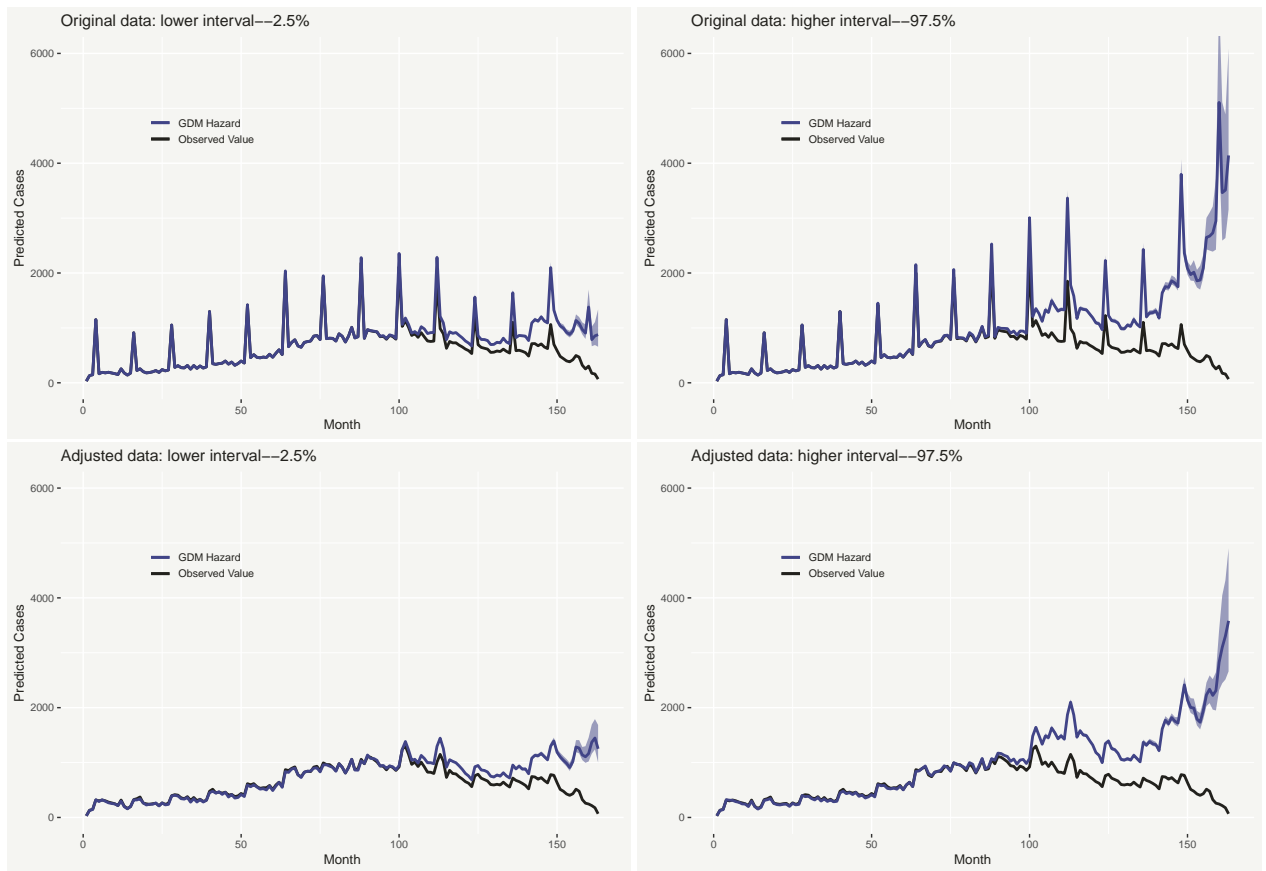 Original data: lower interval––2.5%
6000
4000
2000
0
Predicted Cases
GDM Hazard
Observed Value
0 50 100 150
Month
Original data: higher interval––97.5%
6000
4000
2000
0
Predicted Cases
GDM Hazard
Observed Value
0 50 100 150
Month
Adjusted data: lower interval––2.5%
6000
4000
2000
0
Predicted Cases
GDM Hazard
Observed Value
0 50 100 150
Month
Adjusted data: higher interval––97.5%
6000
4000
2000
0
Predicted Cases
GDM Hazard
Observed Value
0 50 100 150
Month